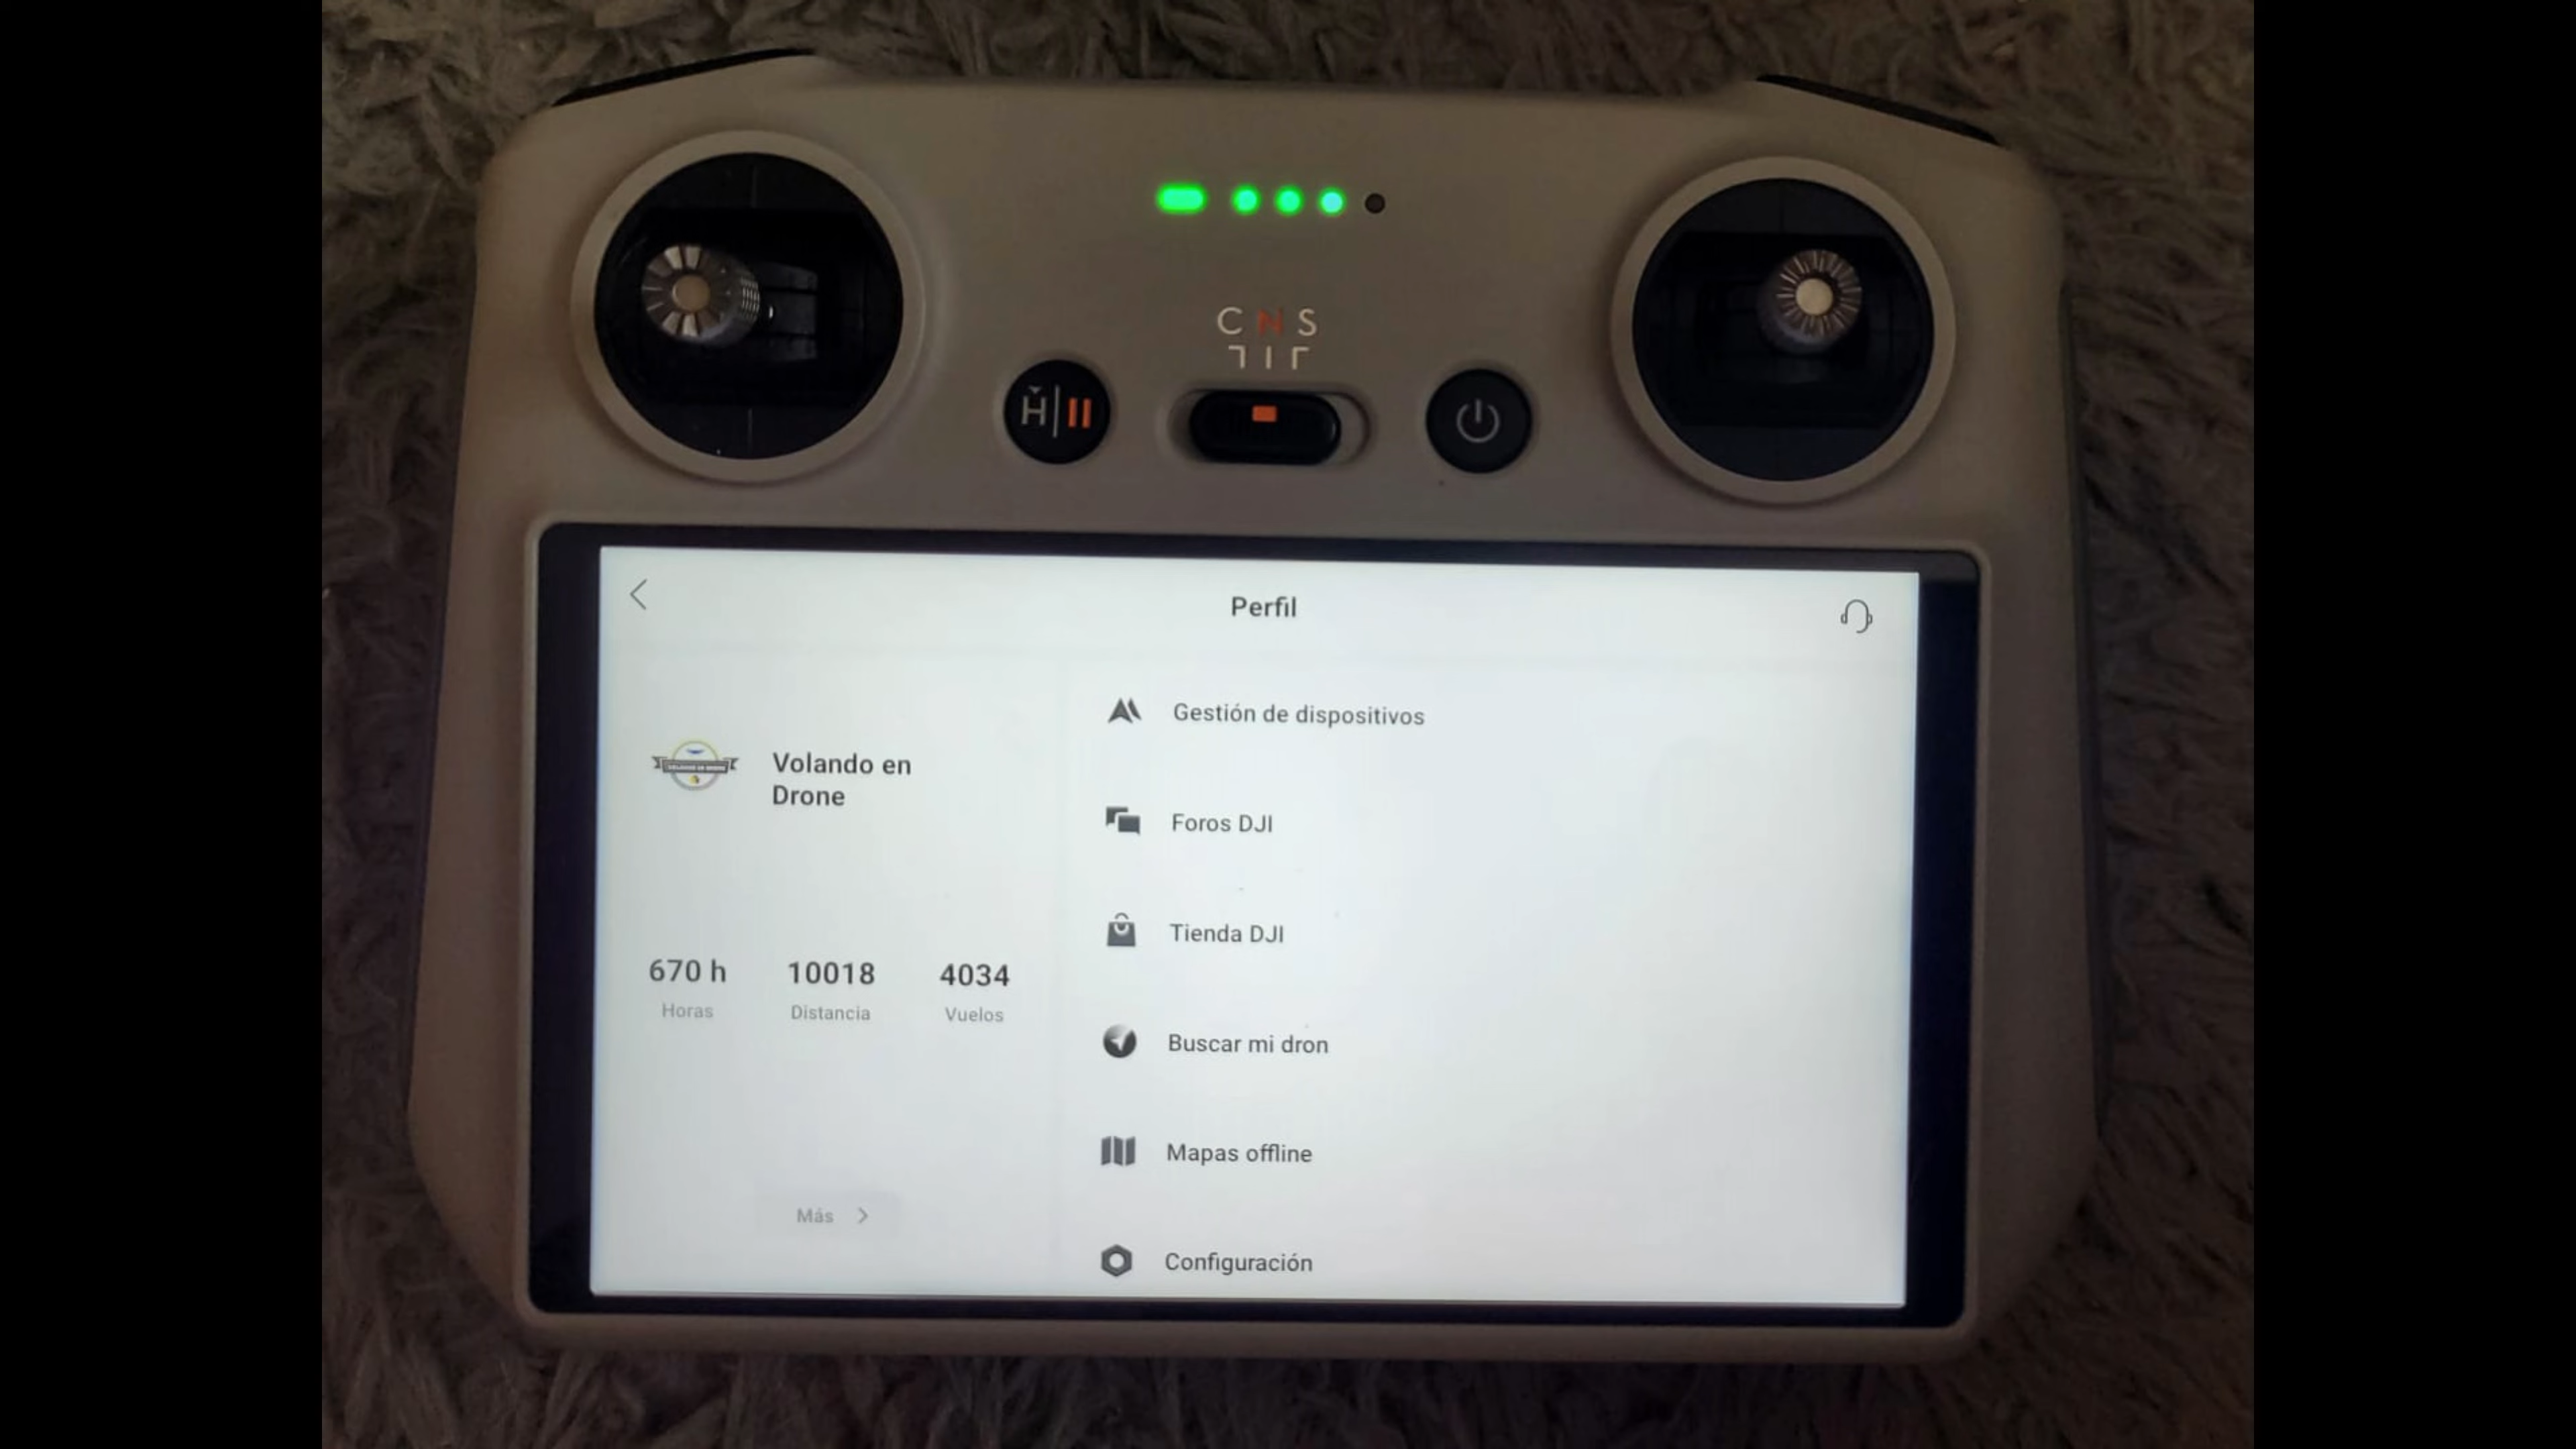 C N S
H
Perfil
Volando en
Drone
670 h
Horas
10018
Distancia
4034
Vuelos
Más
Gestión de dispositivos
Foros DJI
Tienda DJI
Buscar mi dron
Mapas offline
Configuración